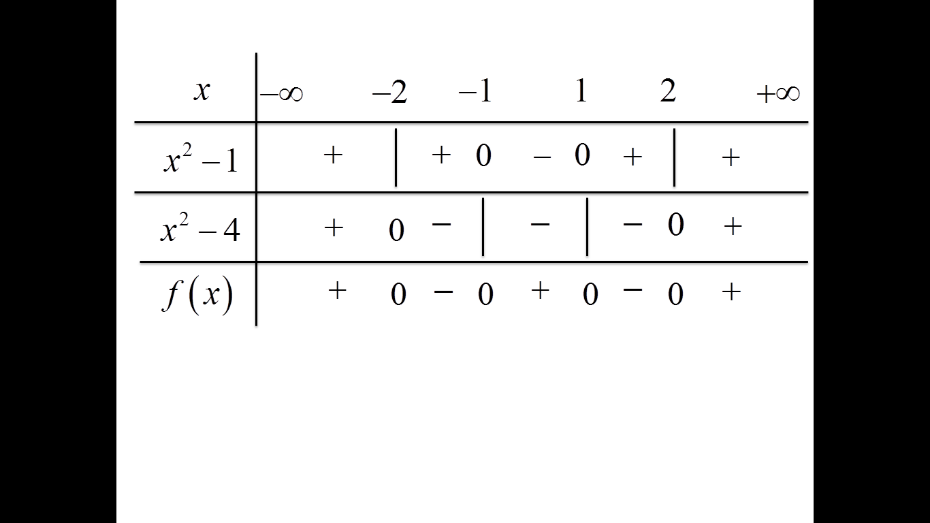 x −∞ −2 −1 1 2 +∞
x² − 1 + | + 0 − 0 + | +
x² − 4 + 0 − | − | − 0 +
f(x) + 0 − 0 + 0 − 0 +